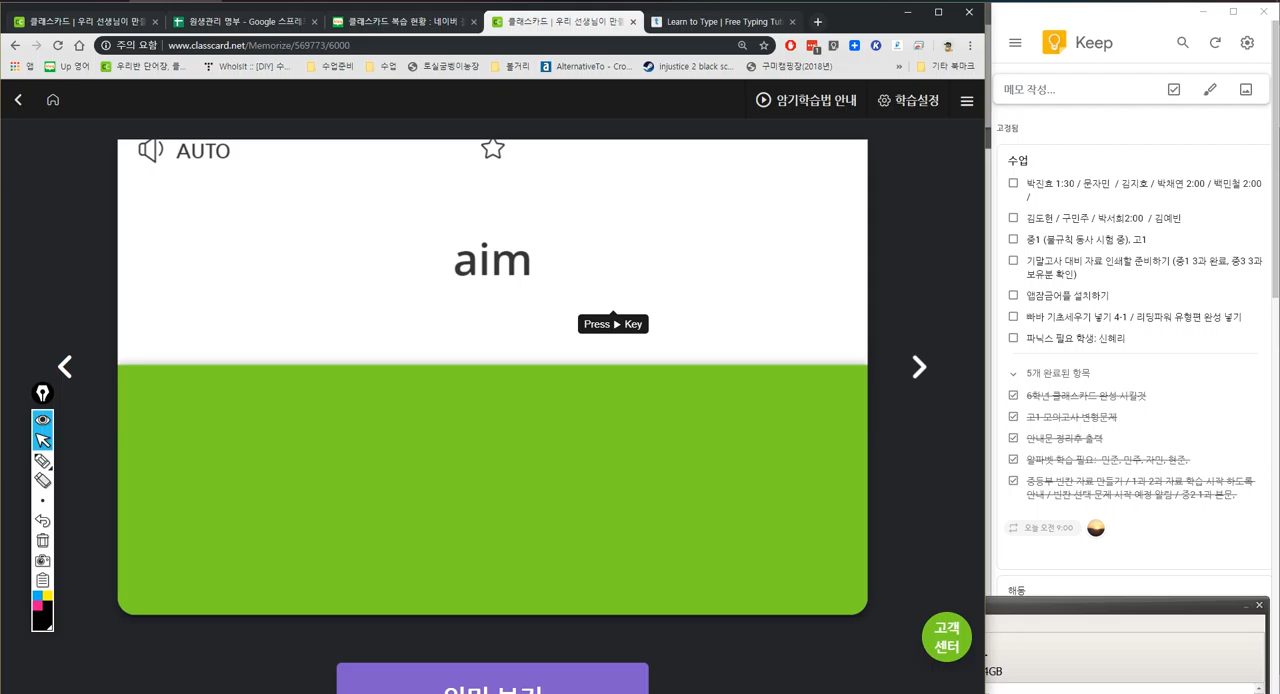 클래스카드 | 우리 선생님이 만들
원생관리 명부 - Google 스프레
클래스카드 복습 현황 : 네이버
클래스카드 | 우리 선생님이 만들
Learn to Type | Free Typing Tut
주의 요함 | www.classcard.net/Memorize/569773/6000
앱
Up 영어
우리반 단어장, 클...
WhoisIt :: [DIY] 수...
수업준비
수업
토실굼벵이농장
볼거리
AlternativeTo - Cro...
injustice 2 black sc...
구미캠핑장(2018년)
»
기타 북마크
암기학습법 안내
학습설정
AUTO
aim
Press ▶ Key
고객
센터
Keep
메모 작성...
고정됨
수업
박진효 1:30 / 문자민 / 김지호 / 박채연 2:00 / 백민철 2:00
/
김도현 / 구민주 / 박서희2:00 / 김예빈
중1 (불규칙 동사 시험 중), 고1
기말고사 대비 자료 인쇄할 준비하기 (중1 3과 완료, 중3 3과
보유분 확인)
앱잠금어플 설치하기
빠바 기초세우기 넣기 4-1 / 리딩파워 유형편 완성 넣기
파닉스 필요 학생: 신혜리
5개 완료된 항목
6학년 클래스카드 완성 시킬것
고1 모의고사 변형문제
안내문 정리후 출력
알파벳 학습 필요: 민준, 민주, 자민, 현준,
중등부 빈칸 자료 만들기 / 1과 2과 자료 학습 시작 하도록
안내 / 빈칸 선택 문제 시작 예정 알림 / 중2 1과 본문,
오늘 오전 9:00
해동
4GB